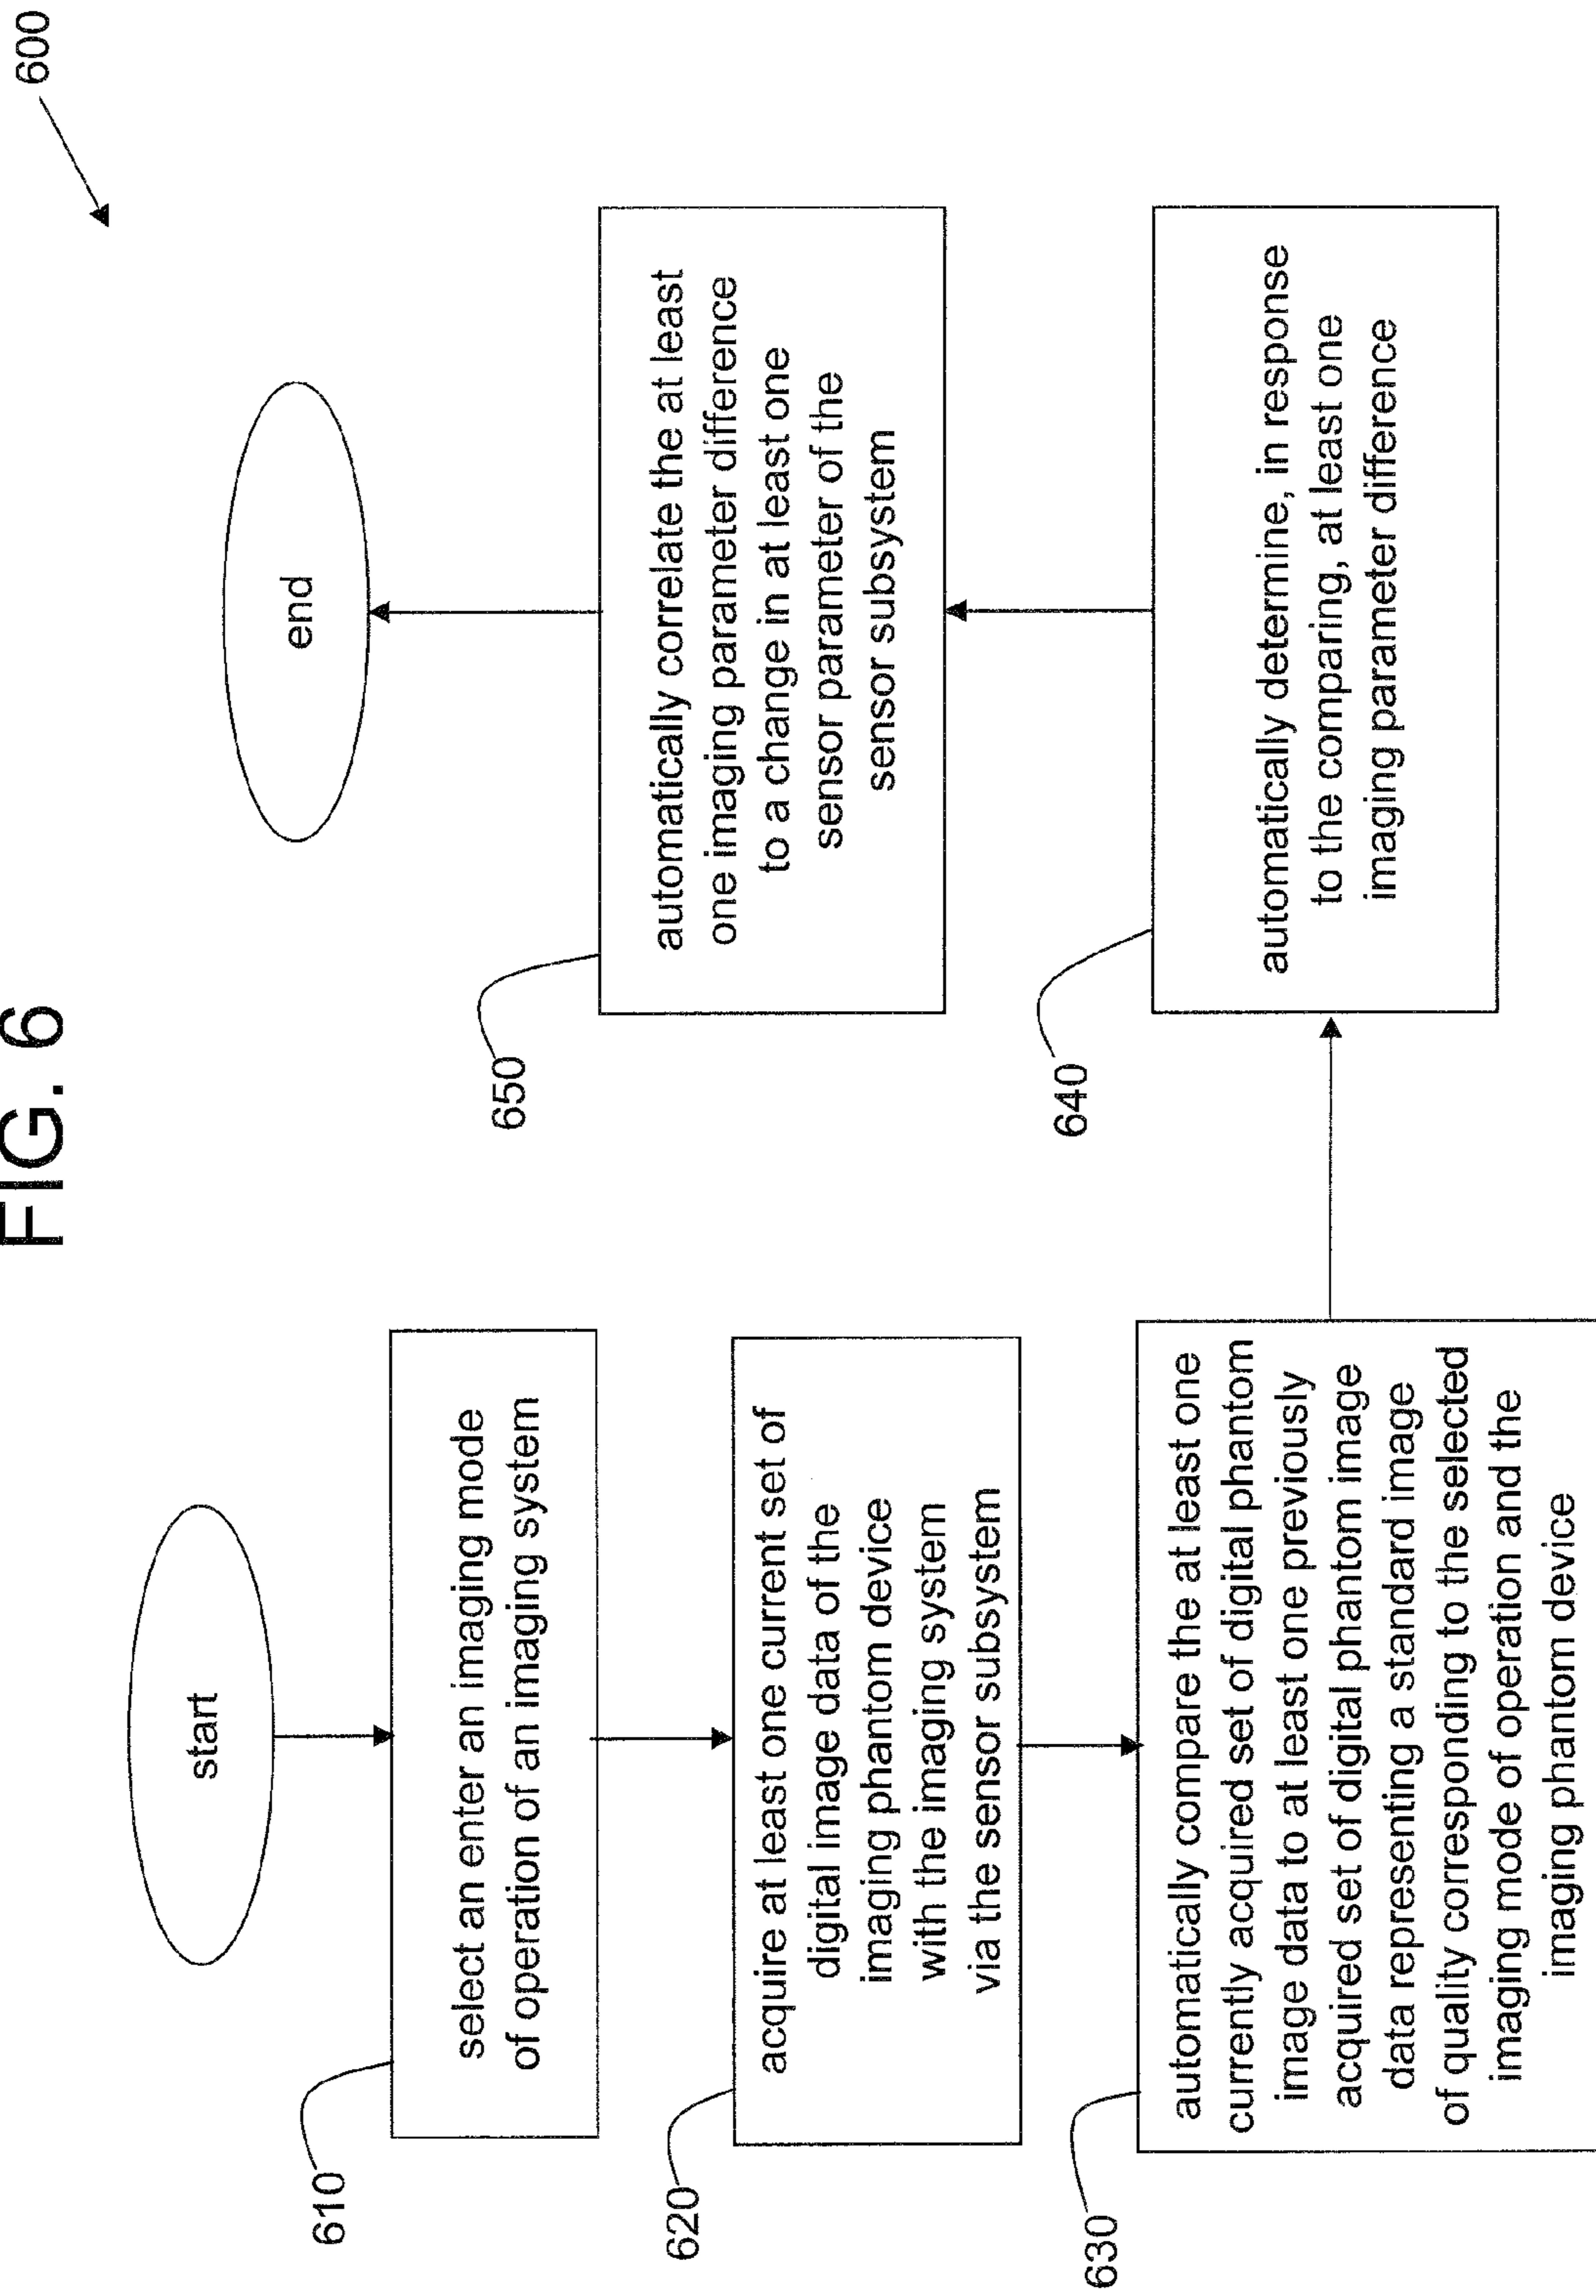 FIG. 6
600
start
610
select an enter an imaging mode
of operation of an imaging system
620
acquire at least one current set of
digital image data of the
imaging phantom device
with the imaging system
via the sensor subsystem
630
automatically compare the at least one
currently acquired set of digital phantom
image data to at least one previously
acquired set of digital phantom image
data representing a standard image
of quality corresponding to the selected
imaging mode of operation and the
imaging phantom device
640
automatically determine, in response
to the comparing, at least one
imaging parameter difference
650
automatically correlate the at least
one imaging parameter difference
to a change in at least one
sensor parameter of the
sensor subsystem
end